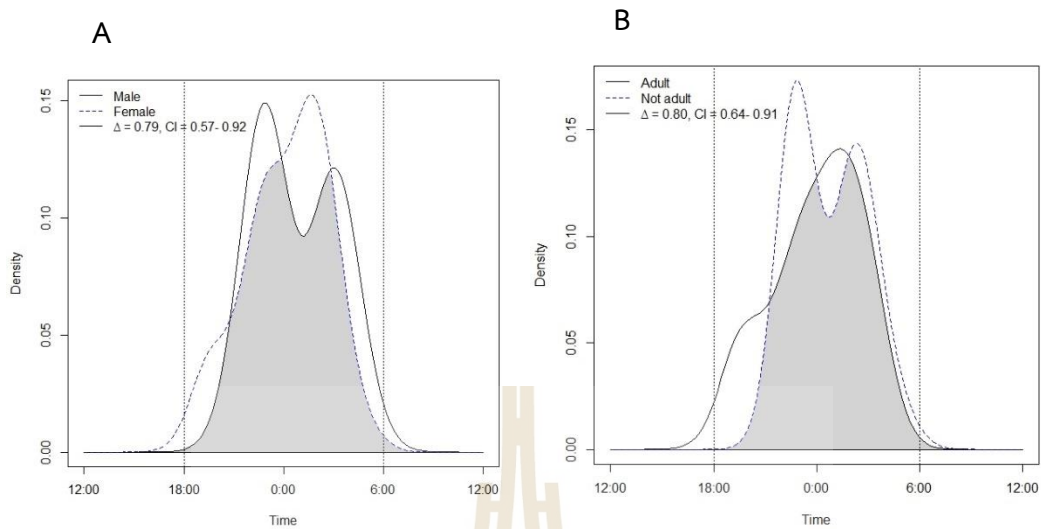 A
Male
Female
Δ = 0.79, CI = 0.57- 0.92
Density
0.15
0.10
0.05
0.00
12:00 18:00 0:00 6:00 12:00
Time
B
Adult
Not adult
Δ = 0.80, CI = 0.64- 0.91
Density
0.15
0.10
0.05
0.00
12:00 18:00 0:00 6:00 12:00
Time